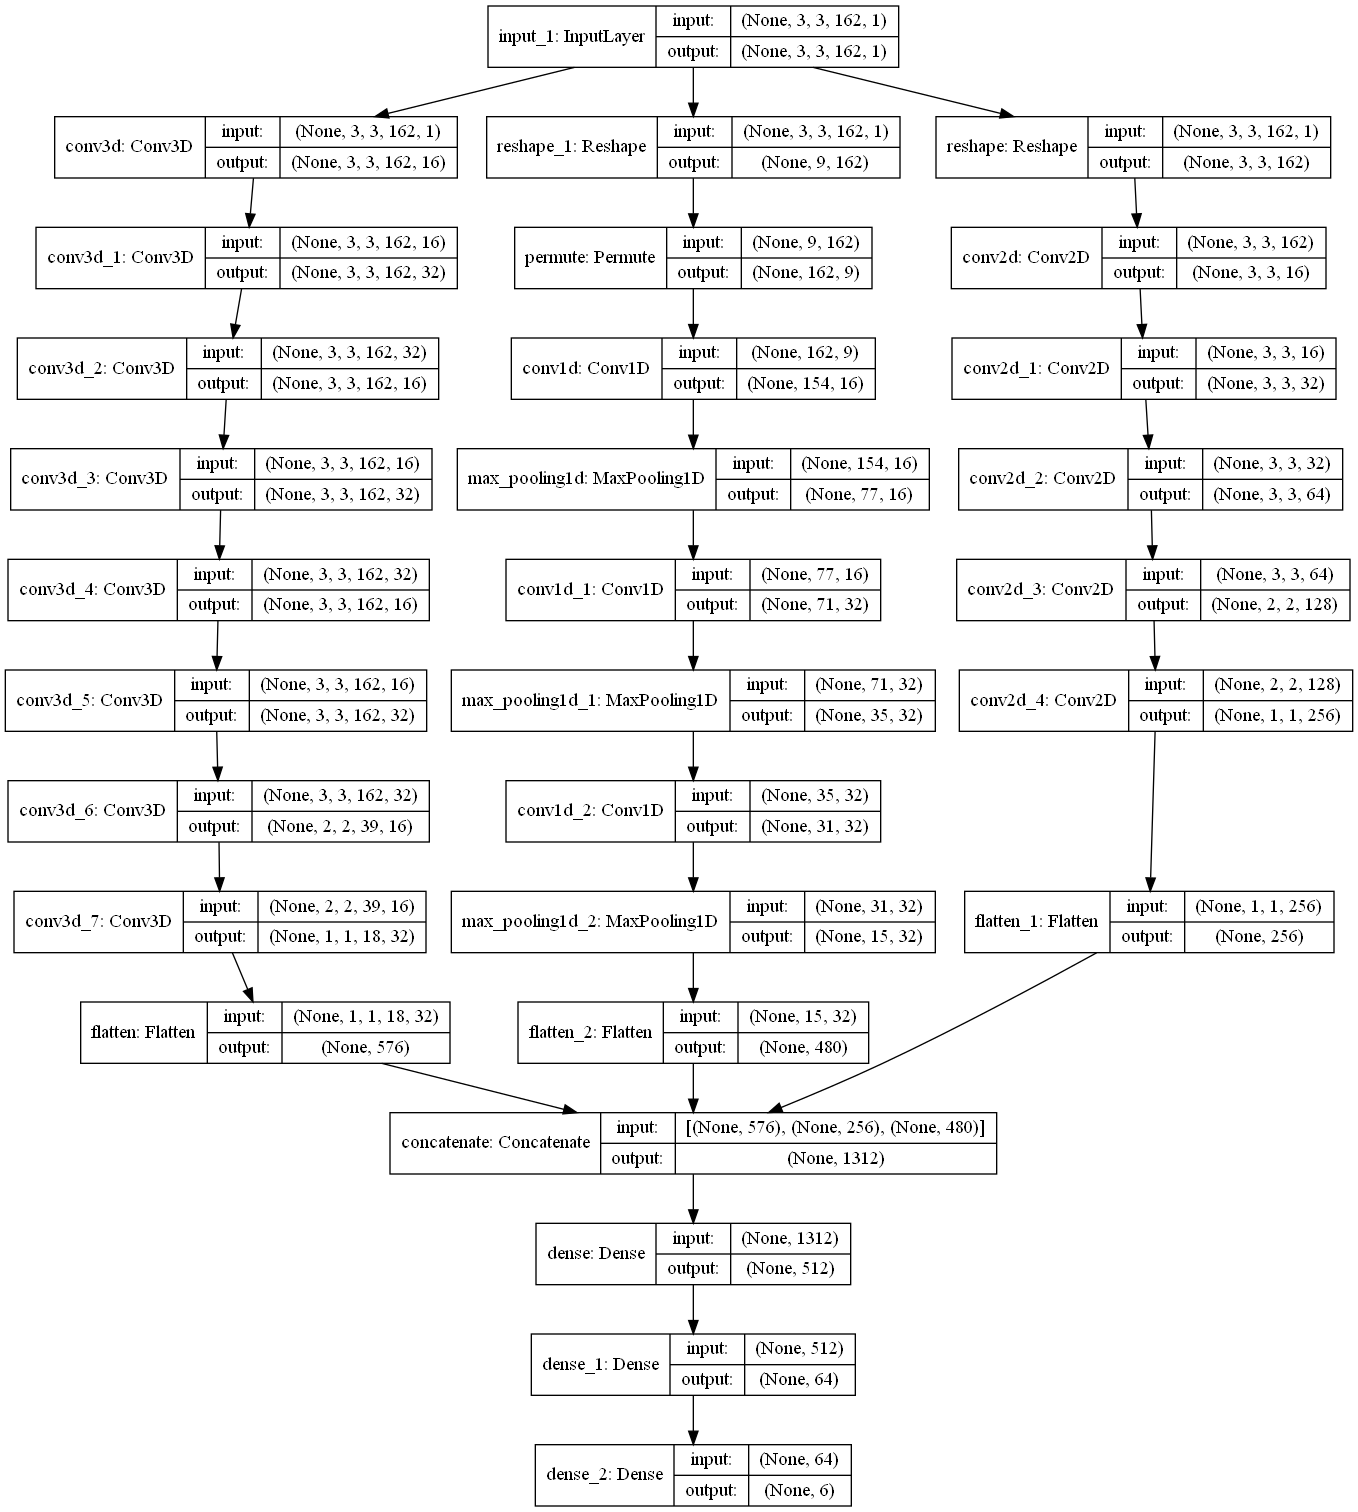 input_1: InputLayer
input: (None, 3, 3, 162, 1)
output: (None, 3, 3, 162, 1)
conv3d: Conv3D
input: (None, 3, 3, 162, 1)
output: (None, 3, 3, 162, 16)
reshape_1: Reshape
input: (None, 3, 3, 162, 1)
output: (None, 9, 162)
reshape: Reshape
input: (None, 3, 3, 162, 1)
output: (None, 3, 3, 162)
conv3d_1: Conv3D
input: (None, 3, 3, 162, 16)
output: (None, 3, 3, 162, 32)
permute: Permute
input: (None, 9, 162)
output: (None, 162, 9)
conv2d: Conv2D
input: (None, 3, 3, 162)
output: (None, 3, 3, 16)
conv3d_2: Conv3D
input: (None, 3, 3, 162, 32)
output: (None, 3, 3, 162, 16)
conv1d: Conv1D
input: (None, 162, 9)
output: (None, 154, 16)
conv2d_1: Conv2D
input: (None, 3, 3, 16)
output: (None, 3, 3, 32)
conv3d_3: Conv3D
input: (None, 3, 3, 162, 16)
output: (None, 3, 3, 162, 32)
max_pooling1d: MaxPooling1D
input: (None, 154, 16)
output: (None, 77, 16)
conv2d_2: Conv2D
input: (None, 3, 3, 32)
output: (None, 3, 3, 64)
conv3d_4: Conv3D
input: (None, 3, 3, 162, 32)
output: (None, 3, 3, 162, 16)
conv1d_1: Conv1D
input: (None, 77, 16)
output: (None, 71, 32)
conv2d_3: Conv2D
input: (None, 3, 3, 64)
output: (None, 2, 2, 128)
conv3d_5: Conv3D
input: (None, 3, 3, 162, 16)
output: (None, 3, 3, 162, 32)
max_pooling1d_1: MaxPooling1D
input: (None, 71, 32)
output: (None, 35, 32)
conv2d_4: Conv2D
input: (None, 2, 2, 128)
output: (None, 1, 1, 256)
conv3d_6: Conv3D
input: (None, 3, 3, 162, 32)
output: (None, 2, 2, 39, 16)
conv1d_2: Conv1D
input: (None, 35, 32)
output: (None, 31, 32)
conv3d_7: Conv3D
input: (None, 2, 2, 39, 16)
output: (None, 1, 1, 18, 32)
max_pooling1d_2: MaxPooling1D
input: (None, 31, 32)
output: (None, 15, 32)
flatten_1: Flatten
input: (None, 1, 1, 256)
output: (None, 256)
flatten: Flatten
input: (None, 1, 1, 18, 32)
output: (None, 576)
flatten_2: Flatten
input: (None, 15, 32)
output: (None, 480)
concatenate: Concatenate
input: [(None, 576), (None, 256), (None, 480)]
output: (None, 1312)
dense: Dense
input: (None, 1312)
output: (None, 512)
dense_1: Dense
input: (None, 512)
output: (None, 64)
dense_2: Dense
input: (None, 64)
output: (None, 6)